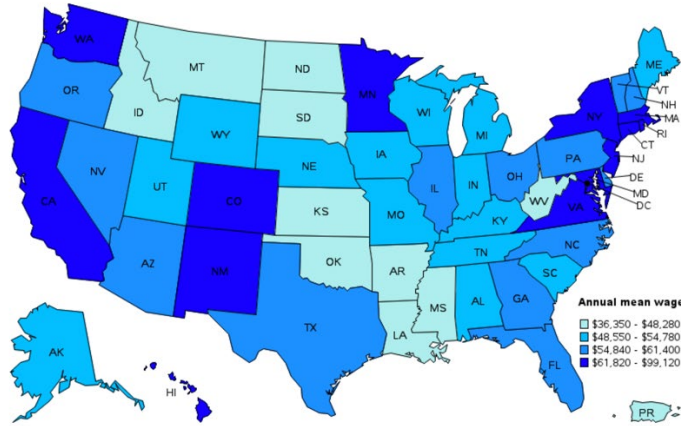 WA
MT
ND
MN
ME
OR
ID
SD
WI
MI
VT
NH
MA
NY
RI
CT
WY
IA
NE
PA
NJ
NV
UT
IL
IN
OH
DE
MD
DC
CA
CO
KS
MO
WV
VA
KY
AZ
NM
OK
AR
TN
NC
SC
MS
AL
GA
TX
LA
FL
AK
HI
PR
Annual mean wage
$36,350 - $48,280
$48,550 - $54,780
$54,840 - $61,400
$61,820 - $99,120